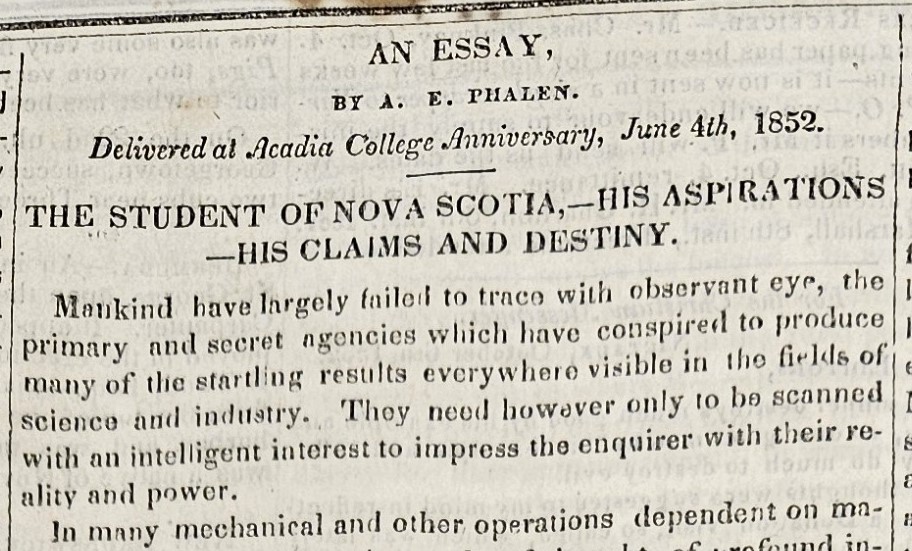 AN ESSAY,
BY A. E. PHALEN.
Delivered at Acadia College Anniversary, June 4th, 1852.
THE STUDENT OF NOVA SCOTIA,—HIS ASPIRATIONS
—HIS CLAIMS AND DESTINY.
Mankind have largely failed to trace with observant eye, the
primary and secret agencies which have conspired to produce
many of the startling results everywhere visible in the fields of
science and industry. They need however only to be scanned
with an intelligent interest to impress the enquirer with their re-
ality and power.
In many mechanical and other operations dependent on ma-
of profound in-